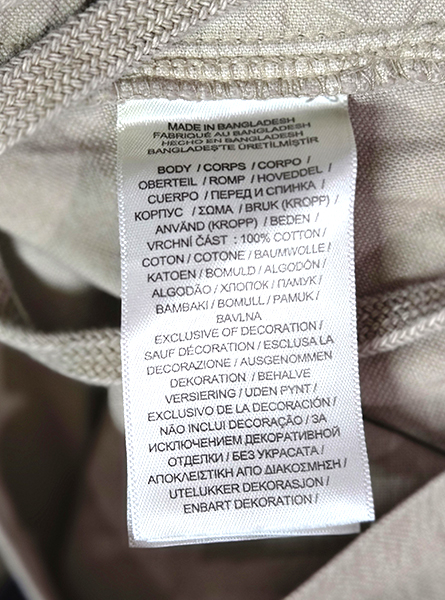 MADE IN BANGLADESH
FABRIQUÉ AU BANGLADESH
HECHO EN BANGLADESH
BANGLADEŞ'TE ÜRETİLMİŞTİR
BODY / CORPS / CORPO /
OBERTEIL / ROMP / HOVEDDEL /
CUERPO / ПЕРЕД И СПИНКА /
КОРПУС / ΣΩΜΑ / BRUK (KROPP) /
ANVÄND (KROPP) / BEDEN /
VRCHNÍ ČÁST : 100% COTTON /
COTON / COTONE / BAUMWOLLE /
KATOEN / BOMULD / ALGODÓN /
ALGODÃO / ХЛОПОК / ПАМУК /
BAMBAKI / BOMULL / PAMUK /
BAVLNA
EXCLUSIVE OF DECORATION /
SAUF DÉCORATION / ESCLUSA LA
DECORAZIONE / AUSGENOMMEN
DEKORATION / BEHALVE
VERSIERING / UDEN PYNT /
EXCLUSIVO DE LA DECORACIÓN /
NÃO INCLUI DECORAÇÃO / ЗА
ИСКЛЮЧЕНИЕМ ДЕКОРАТИВНОЙ
ОТДЕЛКИ / БЕЗ УКРАСАТА /
ΑΠΟΚΛΕΙΣΤΙΚΗ ΑΠΟ ΔΙΑΚΟΣΜΗΣΗ /
UTELUKKER DEKORASJON /
ENBART DEKORATION /